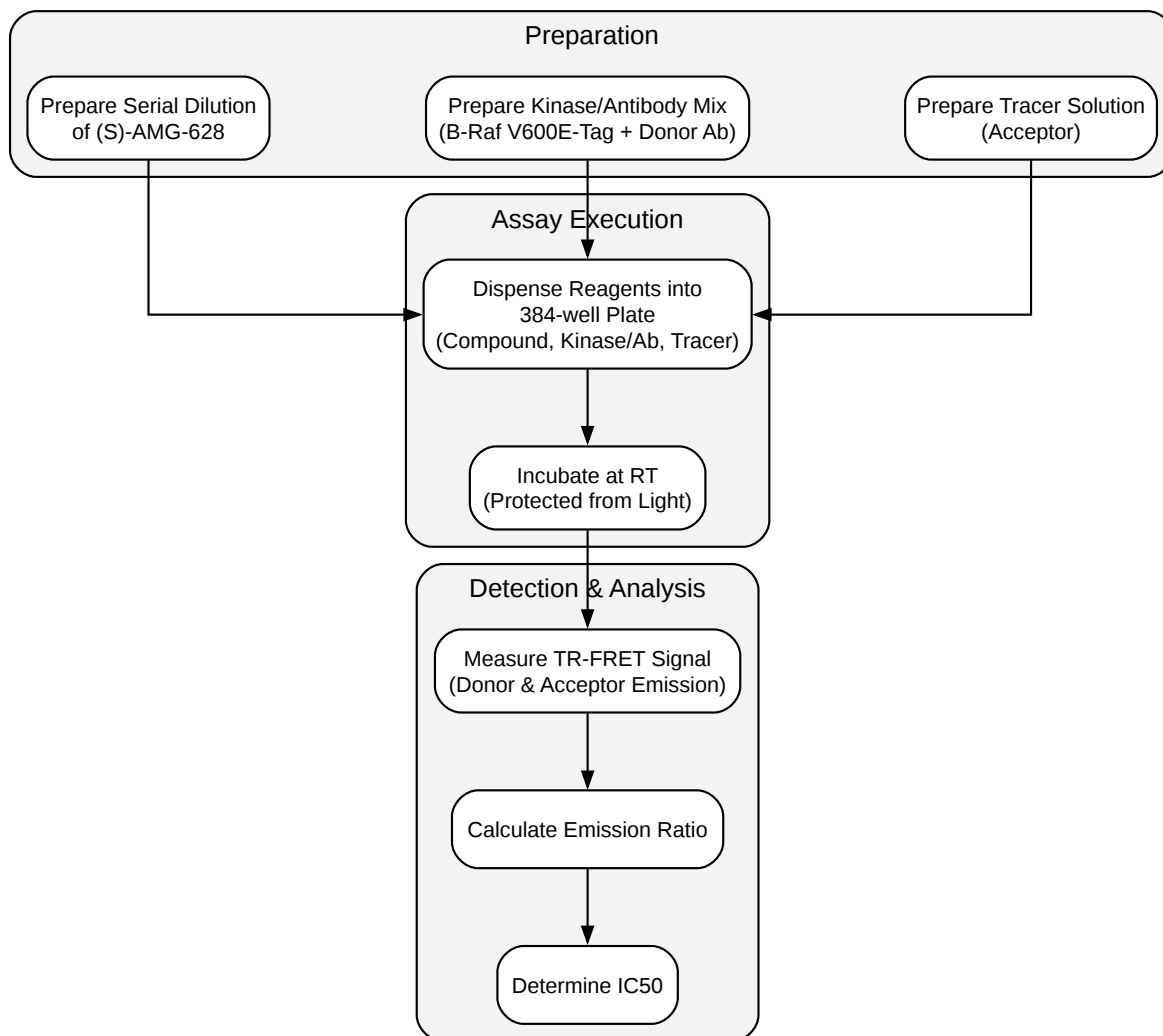 Preparation
Prepare Serial Dilution
of (S)-AMG-628
Prepare Kinase/Antibody Mix
(B-Raf V600E-Tag + Donor Ab)
Prepare Tracer Solution
(Acceptor)
Assay Execution
Dispense Reagents into
384-well Plate
(Compound, Kinase/Ab, Tracer)
Incubate at RT
(Protected from Light)
Detection & Analysis
Measure TR-FRET Signal
(Donor & Acceptor Emission)
Calculate Emission Ratio
Determine IC50